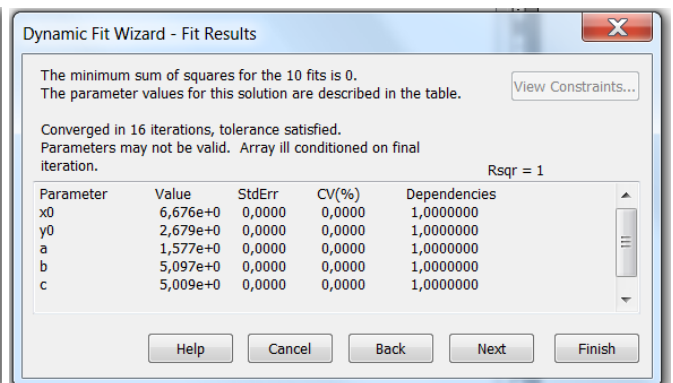 Dynamic Fit Wizard - Fit Results
The minimum sum of squares for the 10 fits is 0.
The parameter values for this solution are described in the table.
View Constraints...
Converged in 16 iterations, tolerance satisfied.
Parameters may not be valid. Array ill conditioned on final
iteration.
Rsqr = 1
Parameter Value StdErr CV(%) Dependencies
x0 6,676e+0 0,0000 0,0000 1,0000000
y0 2,679e+0 0,0000 0,0000 1,0000000
a 1,577e+0 0,0000 0,0000 1,0000000
b 5,097e+0 0,0000 0,0000 1,0000000
c 5,009e+0 0,0000 0,0000 1,0000000
Help Cancel Back Next Finish